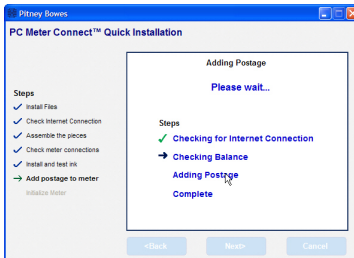 Pitney Bowes
PC Meter Connect™ Quick Installation
Adding Postage
Please wait...
Steps
Install Files
Check Internet Connection
Assemble the pieces
Check meter connections
Install and test ink
Add postage to meter
Initialize Meter
Steps
Checking for Internet Connection
Checking Balance
Adding Postage
Complete
<Back
Next>
Cancel